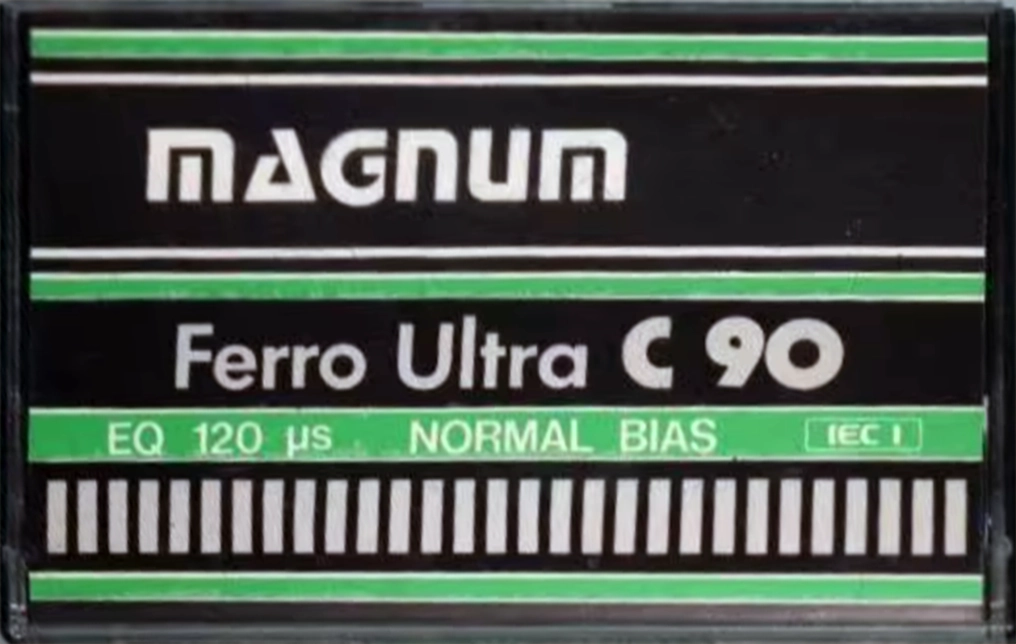 MAGNUM
Ferro Ultra C 90
EQ 120 µs NORMAL BIAS IEC I